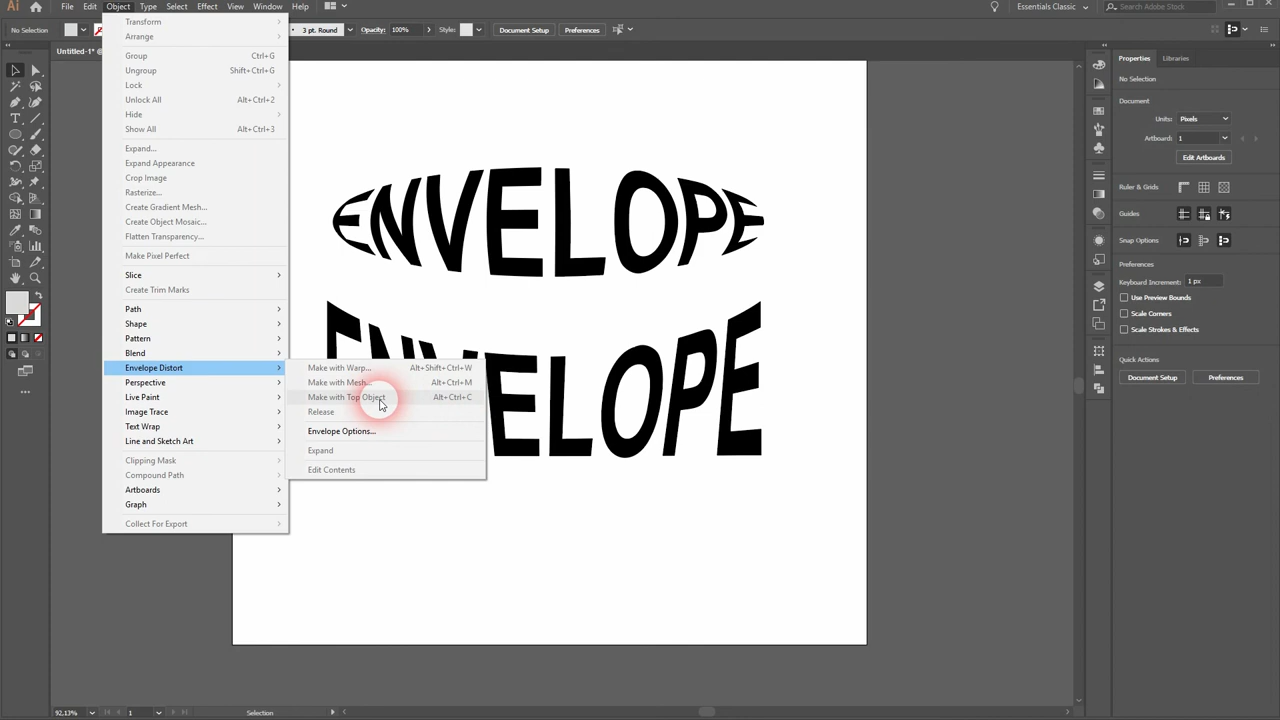 Ai File Edit Object Type Select Effect View Window Help Essentials Classic Search Adobe Stock
No Selection 3 pt. Round Opacity: 100% Style: Document Setup Preferences
Untitled-1*
Transform
Arrange
Group Ctrl+G
Ungroup Shift+Ctrl+G
Lock
Unlock All Alt+Ctrl+2
Hide
Show All Alt+Ctrl+3
Expand...
Expand Appearance
Crop Image
Rasterize...
Create Gradient Mesh...
Create Object Mosaic...
Flatten Transparency...
Make Pixel Perfect
Slice
Create Trim Marks
Path
Shape
Pattern
Blend
Envelope Distort
Perspective
Live Paint
Image Trace
Text Wrap
Line and Sketch Art
Clipping Mask
Compound Path
Artboards
Graph
Collect For Export
Make with Warp... Alt+Shift+Ctrl+W
Make with Mesh... Alt+Ctrl+M
Make with Top Object Alt+Ctrl+C
Release
Envelope Options...
Expand
Edit Contents
ENVELOPE
ENVELOPE
Properties Libraries
No Selection
Document
Units: Pixels
Artboard: 1
Edit Artboards
Ruler & Grids
Guides
Snap Options
Preferences
Keyboard Increment: 1 px
Use Preview Bounds
Scale Corners
Scale Strokes & Effects
Quick Actions
Document Setup Preferences
92.13% 1 Selection